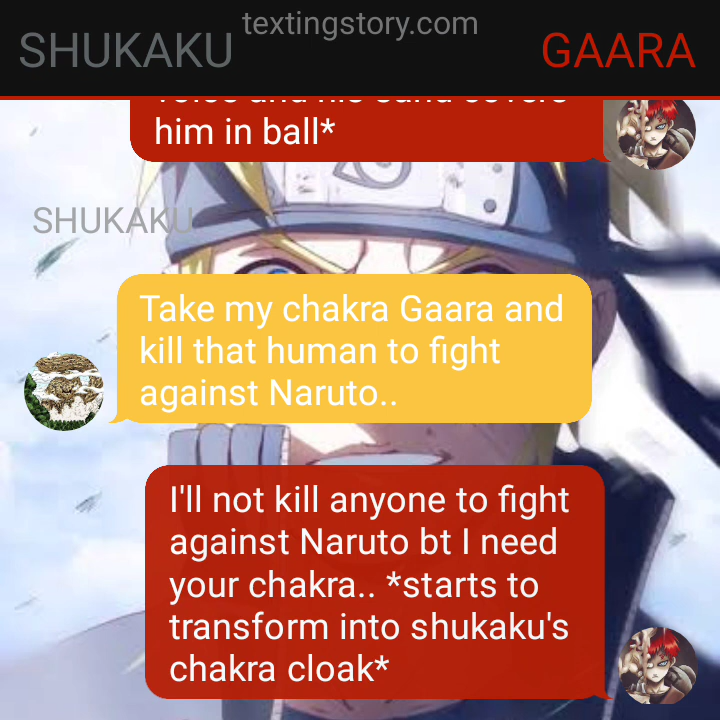 textingstory.com
SHUKAKU
GAARA
him in ball*
SHUKAKU
Take my chakra Gaara and
kill that human to fight
against Naruto..
I'll not kill anyone to fight
against Naruto bt I need
your chakra.. *starts to
transform into shukaku's
chakra cloak*